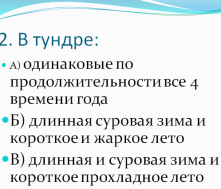 2. В тундре:
• А) одинаковые по
продолжительности все 4
времени года
•Б) длинная суровая зима и
короткое и жаркое лето
•В) длинная и суровая зима и
короткое прохладное лето